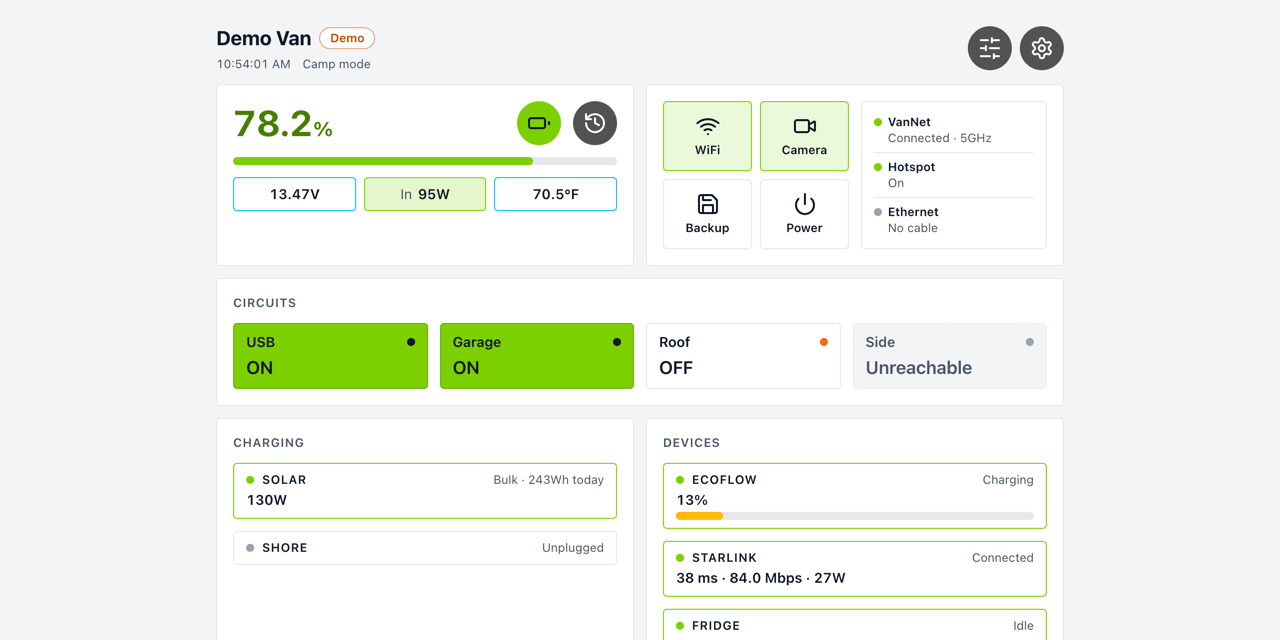 Demo Van Demo
10:54:01 AM Camp mode
78.2%
13.47V
In 95W
70.5°F
WiFi
Camera
Backup
Power
VanNet
Connected · 5GHz
Hotspot
On
Ethernet
No cable
CIRCUITS
USB
ON
Garage
ON
Roof
OFF
Side
Unreachable
CHARGING
SOLAR Bulk · 243Wh today
130W
SHORE Unplugged
DEVICES
ECOFLOW Charging
13%
STARLINK Connected
38 ms · 84.0 Mbps · 27W
FRIDGE Idle